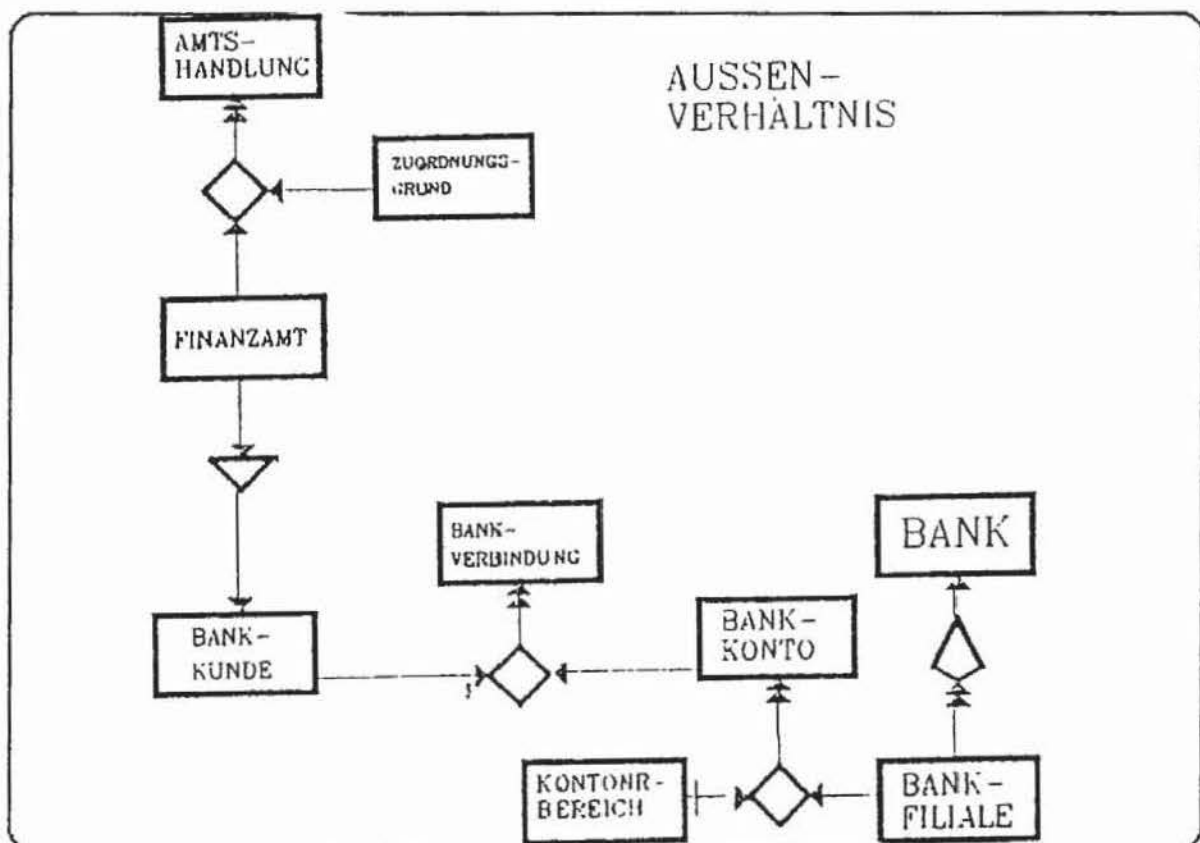 AMTS-
HANDLUNG
AUSSEN-
VERHÄLTNIS
ZUORDNUNGS-
GRUND
FINANZAMT
BANK-
VERBINDUNG
BANK
BANK-
KUNDE
BANK-
KONTO
KONTONR-
BEREICH
BANK-
FILIALE